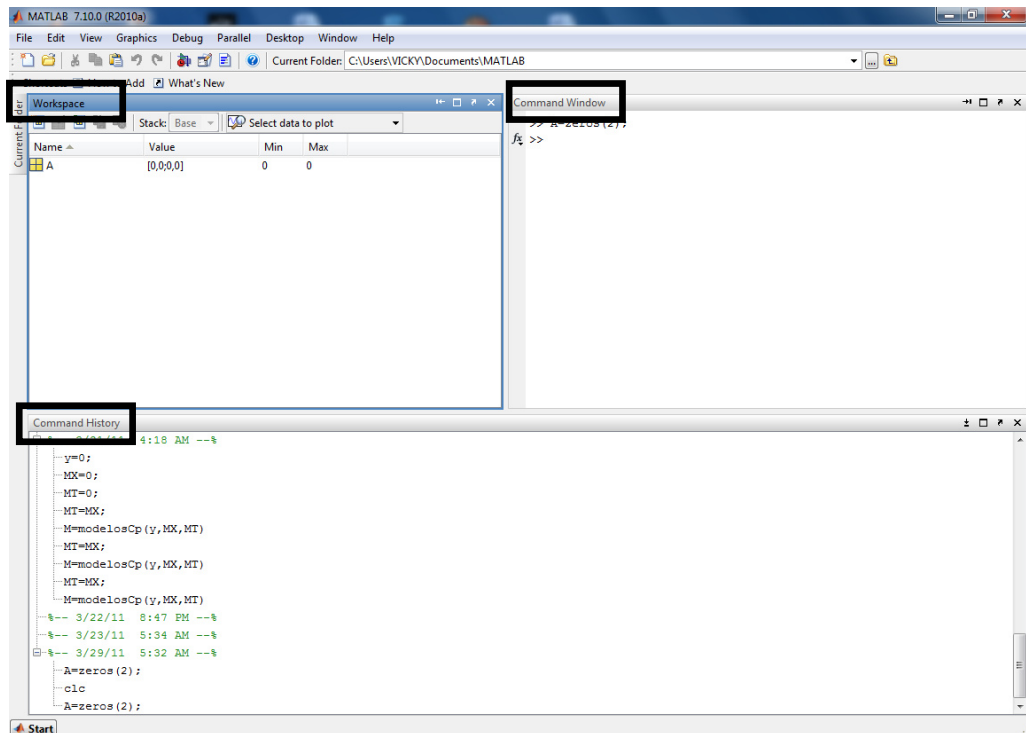 MATLAB 7.10.0 (R2010a)
File Edit View Graphics Debug Parallel Desktop Window Help
Current Folder: C:\Users\VICKY\Documents\MATLAB
Add What's New
Current Folder
Workspace
Stack: Base Select data to plot
Name Value Min Max
A [0,0;0,0] 0 0
Command Window
>> A=zeros(2);
fx >>
Command History
4:18 AM --%
y=0;
MX=0;
MT=0;
MT=MX;
M=modelosCp(y,MX,MT)
MT=MX;
M=modelosCp(y,MX,MT)
MT=MX;
M=modelosCp(y,MX,MT)
%-- 3/22/11 8:47 PM --%
%-- 3/23/11 5:34 AM --%
%-- 3/29/11 5:32 AM --%
A=zeros(2);
clc
A=zeros(2);
Start